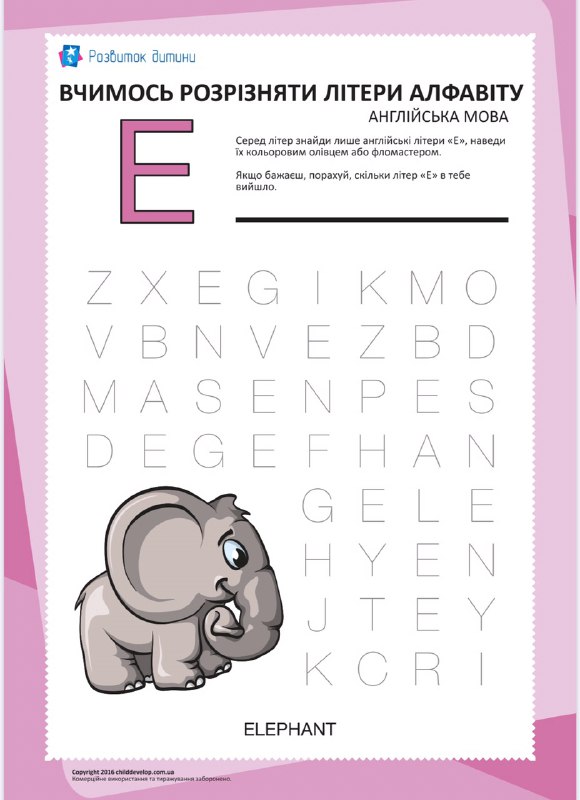 Розвиток дитини
ВЧИМОСЬ РОЗРІЗНЯТИ ЛІТЕРИ АЛФАВІТУ
АНГЛІЙСЬКА МОВА
E
Серед літер знайди лише англійські літери «Е», наведи
їх кольоровим олівцем або фломастером.
Якщо бажаєш, порахуй, скільки літер «Е» в тебе
вийшло.
Z X E G I K M O
V B N V E Z B D
M A S E N P E S
D E G E F H A N
G E L E
H Y E N
J T E Y
K C R I
ELEPHANT
Copyright 2016 childdevelop.com.ua
Комерційне використання та тиражування заборонено.